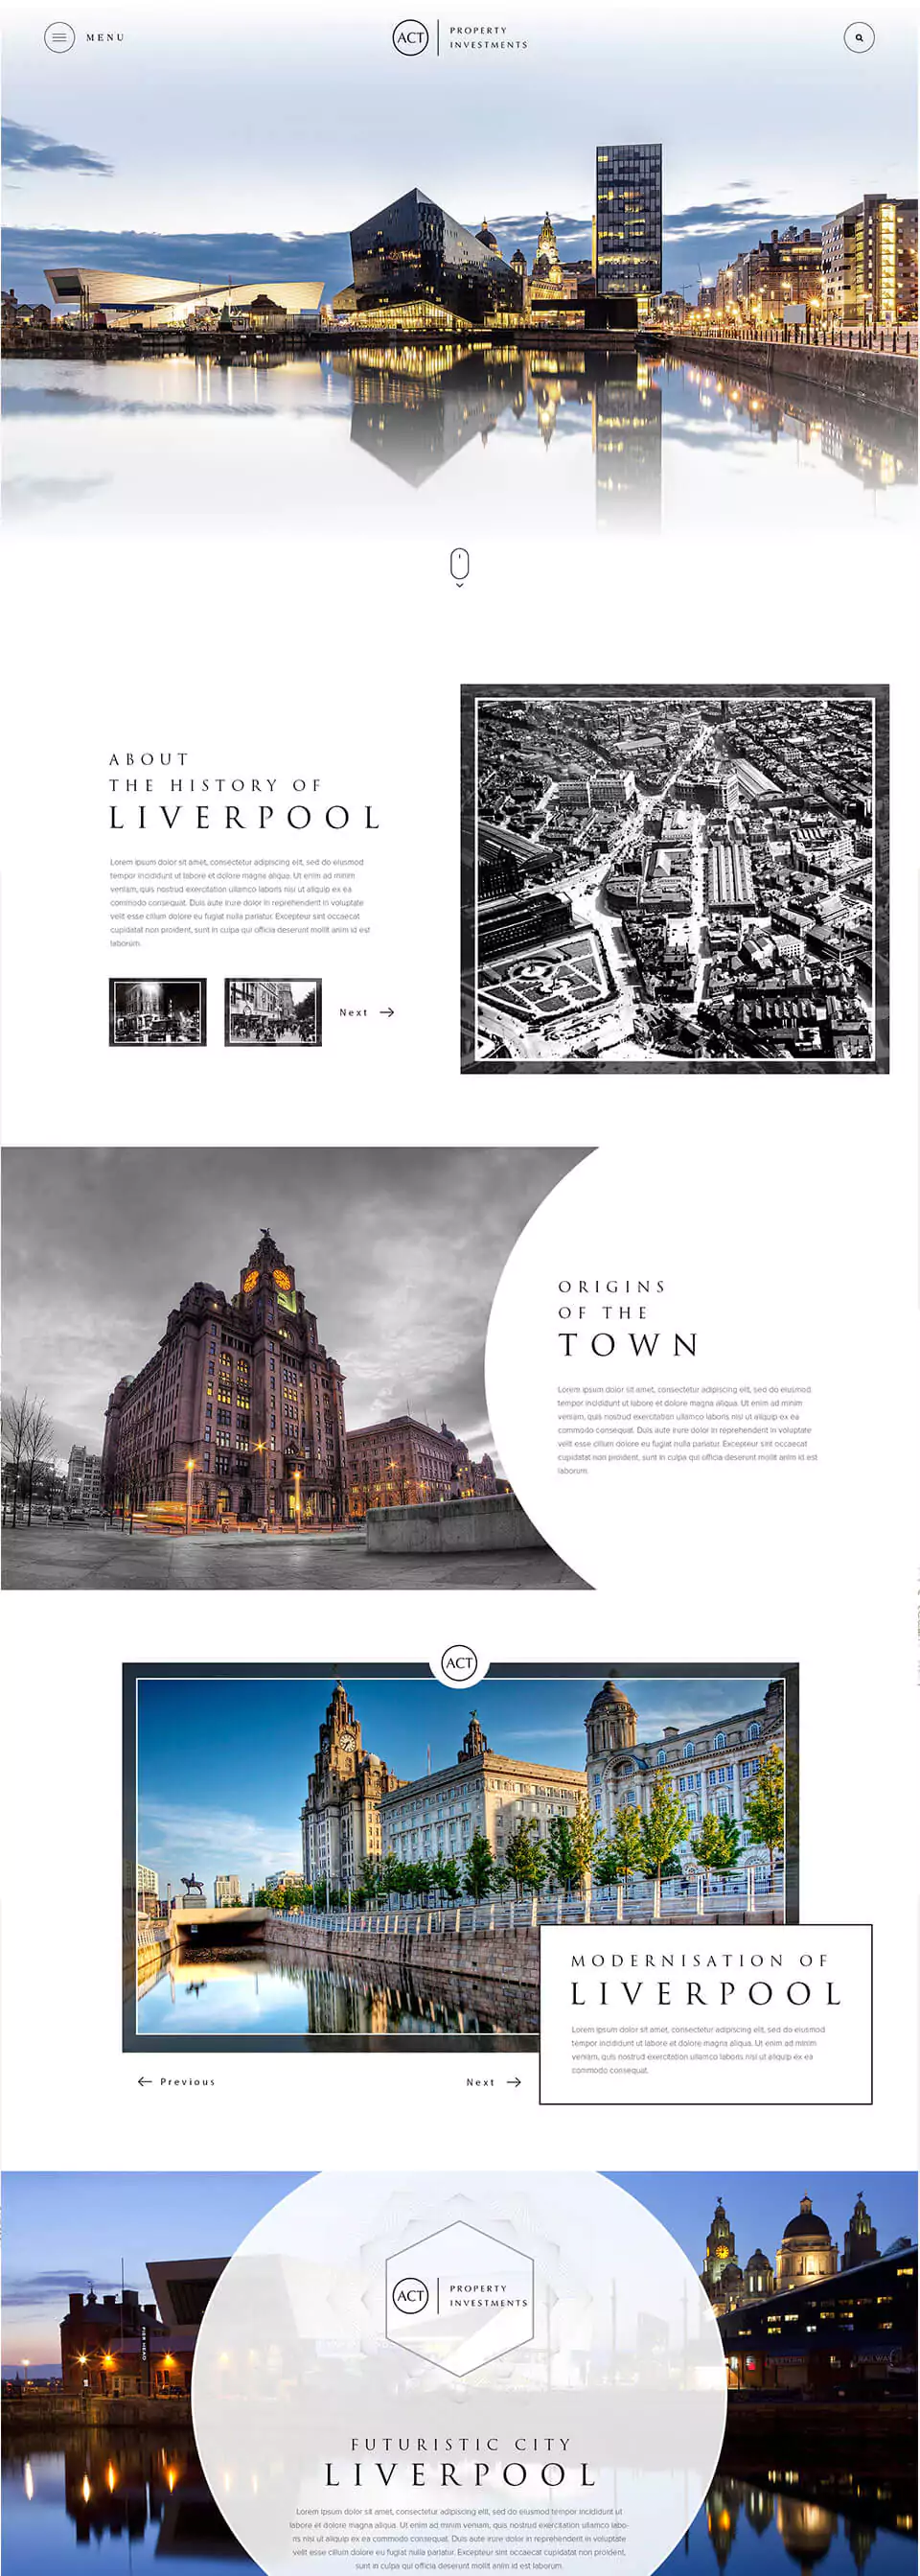 MENU
ACT
PROPERTY
INVESTMENTS
ABOUT
THE HISTORY OF
LIVERPOOL
Lorem ipsum dolor sit amet, consectetur adipiscing elit, sed do eiusmod
tempor incididunt ut labore et dolore magna aliqua. Ut enim ad minim
veniam, quis nostrud exercitation ullamco laboris nisi ut aliquip ex ea
commodo consequat. Duis aute irure dolor in reprehenderit in voluptate
velit esse cillum dolore eu fugiat nulla pariatur. Excepteur sint occaecat
cupidatat non proident, sunt in culpa qui officia deserunt mollit anim id est
laborum.
Next
ORIGINS
OF THE
TOWN
Lorem ipsum dolor sit amet, consectetur adipiscing elit, sed do eiusmod
tempor incididunt ut labore et dolore magna aliqua. Ut enim ad minim
veniam, quis nostrud exercitation ullamco laboris nisi ut aliquip ex ea
commodo consequat. Duis aute irure dolor in reprehenderit in voluptate
velit esse cillum dolore eu fugiat nulla pariatur. Excepteur sint occaecat
cupidatat non proident, sunt in culpa qui officia deserunt mollit anim id est
laborum.
ACT
MODERNISATION OF
LIVERPOOL
Lorem ipsum dolor sit amet, consectetur adipiscing elit, sed do eiusmod
tempor incididunt ut labore et dolore magna aliqua. Ut enim ad minim
veniam, quis nostrud exercitation ullamco laboris nisi ut aliquip ex ea
commodo consequat.
Previous
Next
ACT
PROPERTY
INVESTMENTS
PIER HEAD
FUTURISTIC CITY
LIVERPOOL
Lorem ipsum dolor sit amet, consectetur adipiscing elit, sed do eiusmod tempor incididunt ut
labore et dolore magna aliqua. Ut enim ad minim veniam, quis nostrud exercitation ullamco labo-
ris nisi ut aliquip ex ea commodo consequat. Duis aute irure dolor in reprehenderit in voluptate
velit esse cillum dolore eu fugiat nulla pariatur. Excepteur sint occaecat cupidatat non proident,
sunt in culpa qui officia deserunt mollit anim id est laborum.